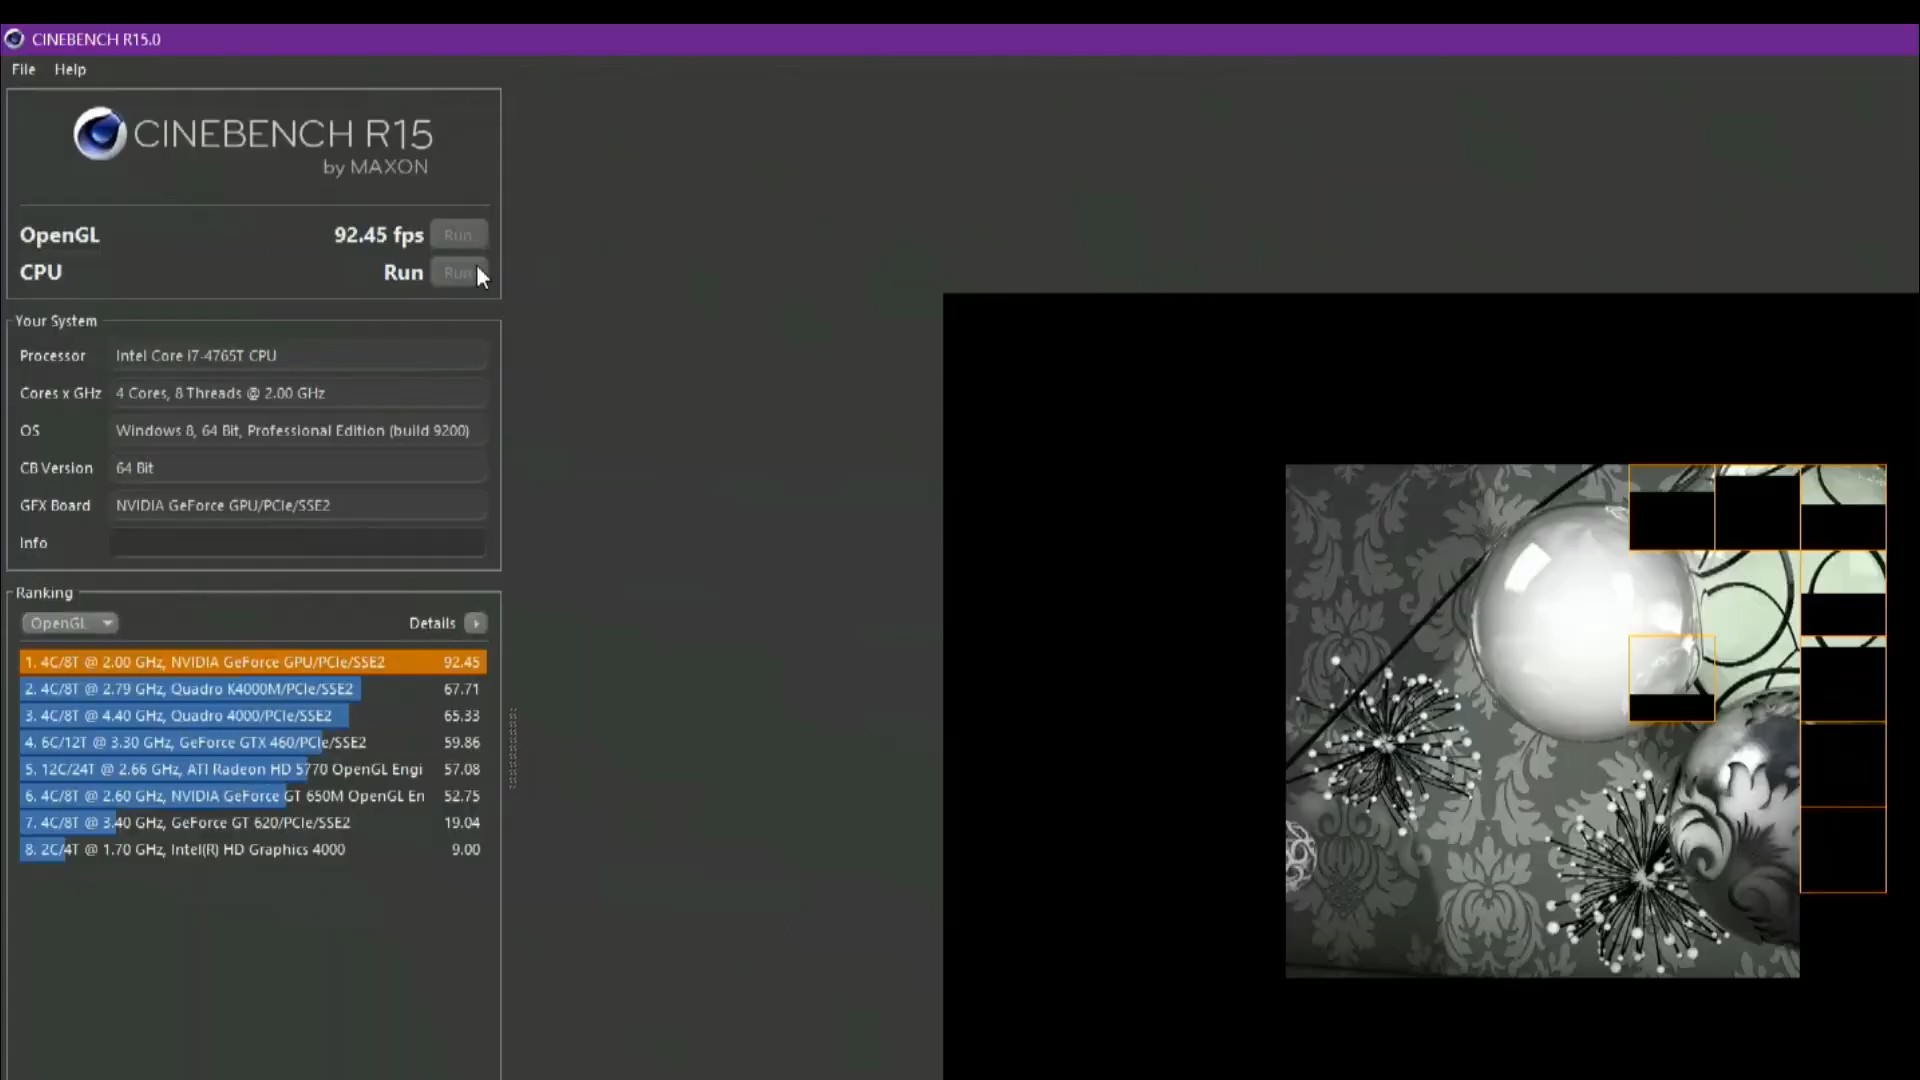 CINEBENCH R15.0
File Help
CINEBENCH R15
by MAXON
OpenGL 92.45 fps Run
CPU Run Run
Your System
Processor Intel Core i7-4765T CPU
Cores x GHz 4 Cores, 8 Threads @ 2.00 GHz
OS Windows 8, 64 Bit, Professional Edition (build 9200)
CB Version 64 Bit
GFX Board NVIDIA GeForce GPU/PCIe/SSE2
Info
Ranking
OpenGL Details
1. 4C/8T @ 2.00 GHz, NVIDIA GeForce GPU/PCIe/SSE2 92.45
2. 4C/8T @ 2.79 GHz, Quadro K4000M/PCIe/SSE2 67.71
3. 4C/8T @ 4.40 GHz, Quadro 4000/PCIe/SSE2 65.33
4. 6C/12T @ 3.30 GHz, GeForce GTX 460/PCIe/SSE2 59.86
5. 12C/24T @ 2.66 GHz, ATI Radeon HD 5770 OpenGL Engi 57.08
6. 4C/8T @ 2.60 GHz, NVIDIA GeForce GT 650M OpenGL En 52.75
7. 4C/8T @ 3.40 GHz, GeForce GT 620/PCIe/SSE2 19.04
8. 2C/4T @ 1.70 GHz, Intel(R) HD Graphics 4000 9.00